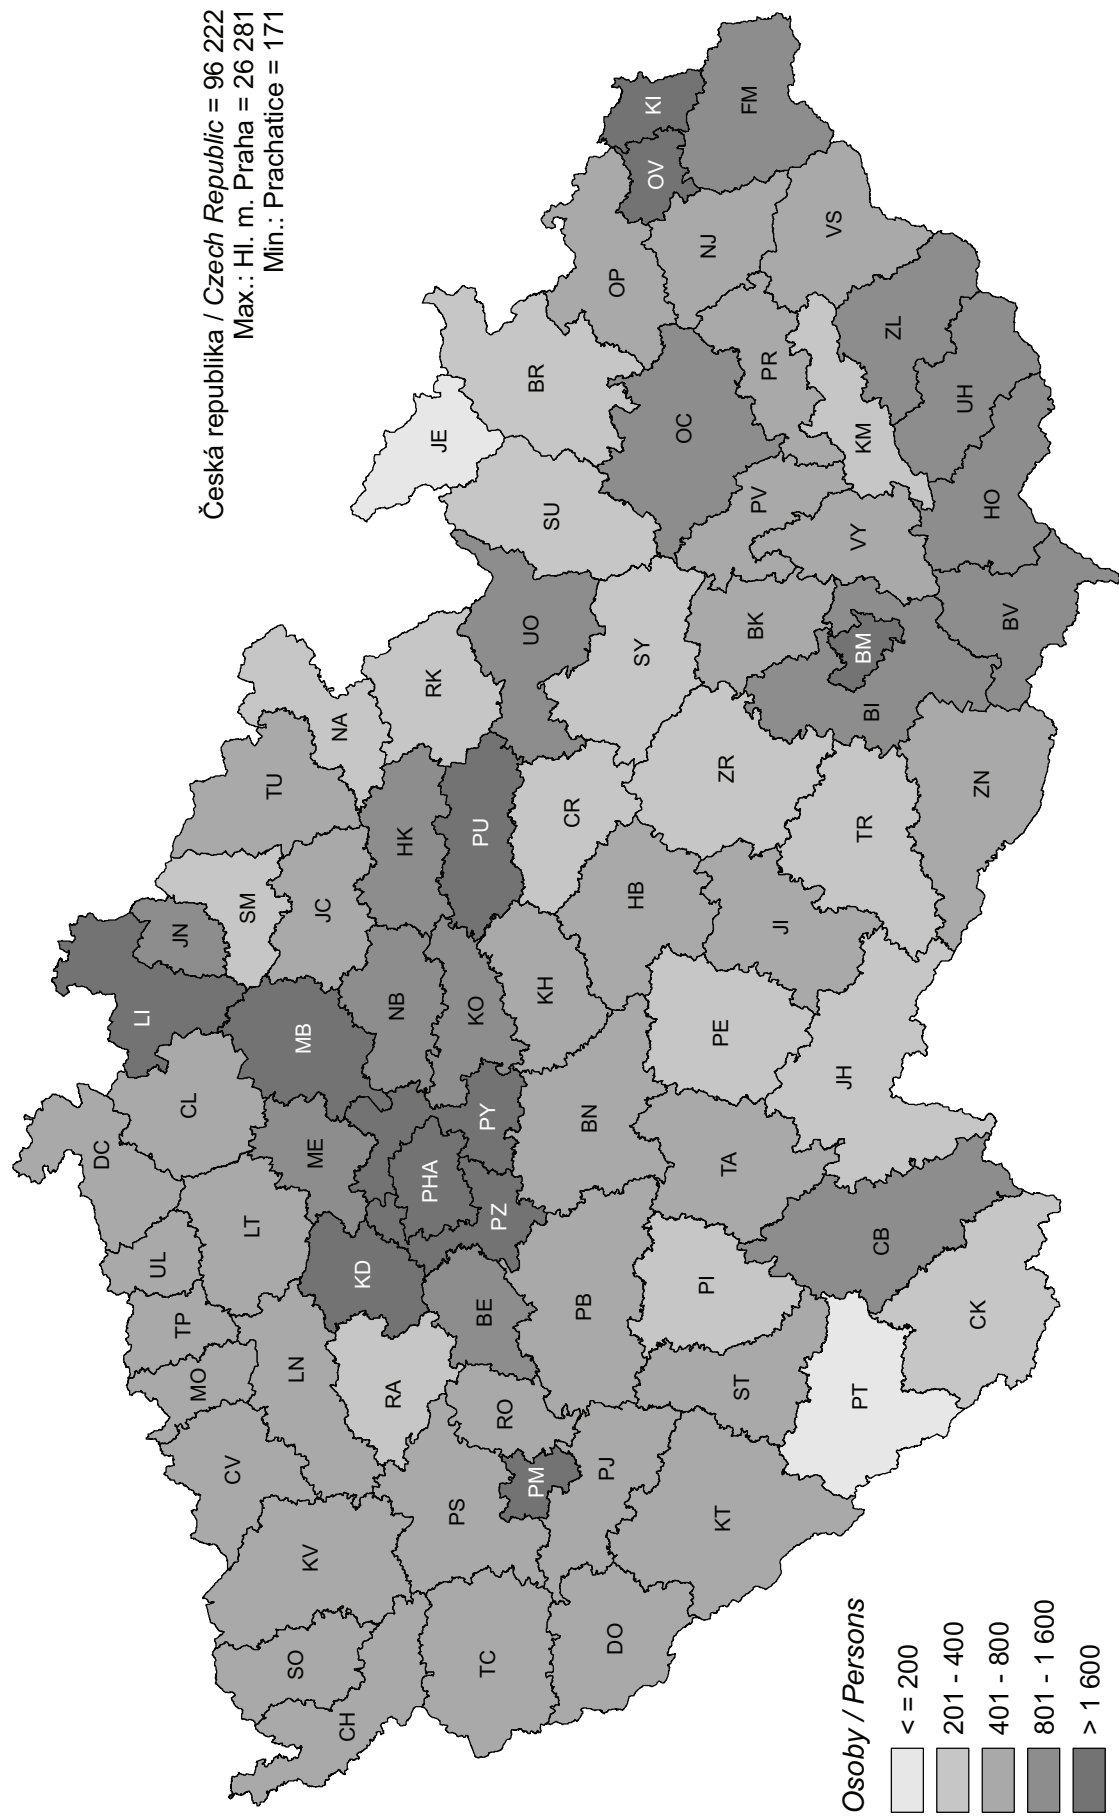 Česká republika / Czech Republic = 96 222
Max.: Hl. m. Praha = 26 281
Min.: Prachatice = 171
DC
LI
JN
UL
CL
TP
MO
SM
TU
CV
LT
MB
NA
JC
ME
SO
KV
LN
KD
NB
HK
RK
JE
CH
RA
PHA
KO
PU
BR
PS
BE
PZ
PY
UO
SU
TC
RO
KH
CR
OP
PM
PB
BN
HB
SY
OV
KI
DO
PJ
OC
NJ
FM
KT
PI
TA
PE
ZR
BK
PV
PR
VS
ST
JI
PT
JH
TR
BM
VY
KM
CB
BI
ZL
CK
ZN
UH
BV
HO
Osoby / Persons
< = 200
201 - 400
401 - 800
801 - 1 600
> 1 600